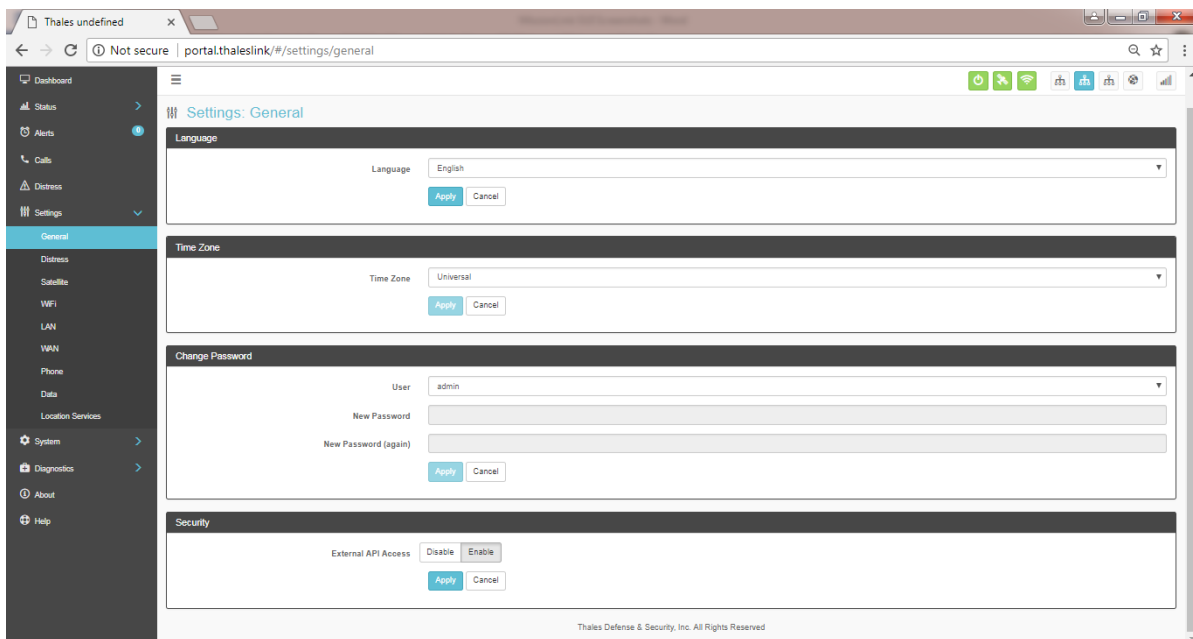 Thales undefined
Not secure | portal.thaleslink/#/settings/general
Dashboard
Status
Alerts 0
Calls
Distress
Settings
General
Distress
Satellite
WiFi
LAN
WAN
Phone
Data
Location Services
System
Diagnostics
About
Help
Settings: General
Language
Language English
Apply Cancel
Time Zone
Time Zone Universal
Apply Cancel
Change Password
User admin
New Password
New Password (again)
Apply Cancel
Security
External API Access Disable Enable
Apply Cancel
Thales Defense & Security, Inc. All Rights Reserved